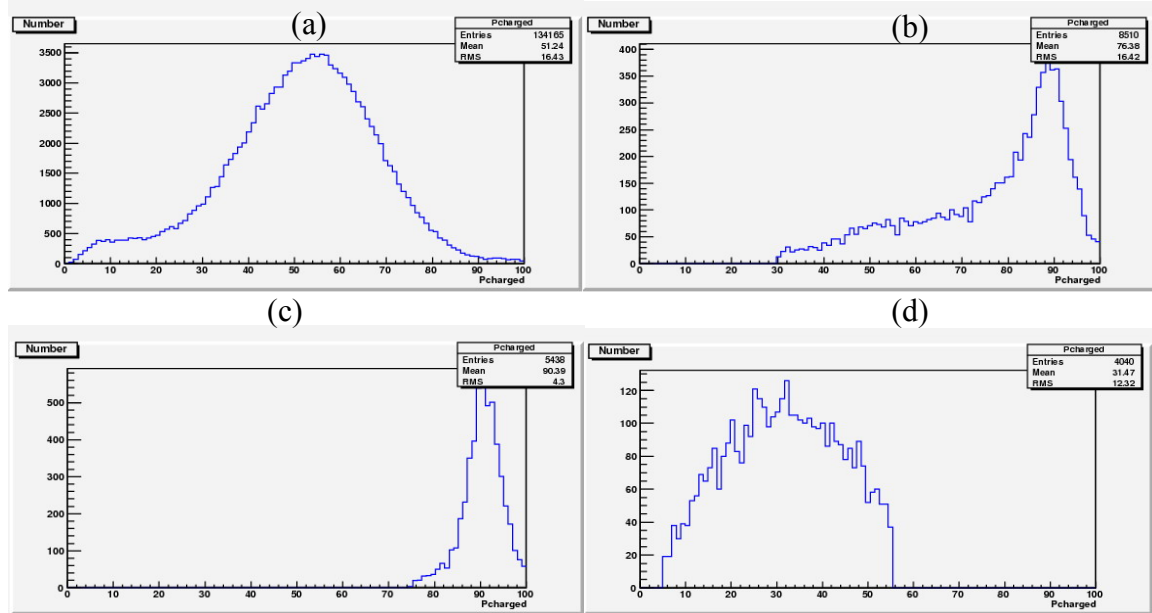 (a)
Number
Pcharged
Entries 134165
Mean 51.24
RMS 16.43
3500
3000
2500
2000
1500
1000
500
0
0 10 20 30 40 50 60 70 80 90 100
Pcharged
(b)
Number
Pcharged
Entries 8510
Mean 76.38
RMS 16.42
400
350
300
250
200
150
100
50
0
0 10 20 30 40 50 60 70 80 90 100
Pcharged
(c)
Number
Pcharged
Entries 5438
Mean 90.39
RMS 4.3
500
400
300
200
100
0
0 10 20 30 40 50 60 70 80 90 100
Pcharged
(d)
Number
Pcharged
Entries 4040
Mean 31.47
RMS 12.32
120
100
80
60
40
20
0
0 10 20 30 40 50 60 70 80 90 100
Pcharged